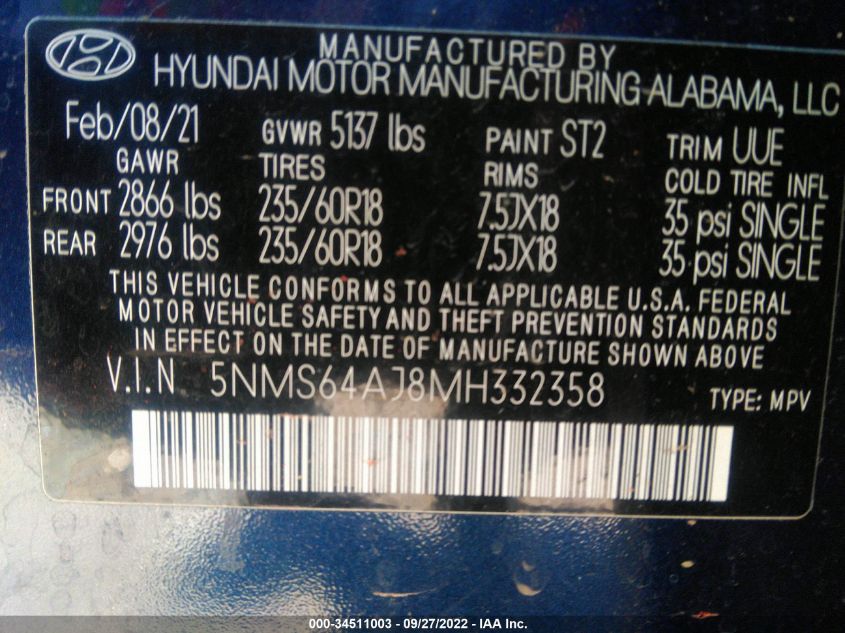 MANUFACTURED BY
HYUNDAI MOTOR MANUFACTURING ALABAMA, LLC
Feb/08/21 GVWR 5137 lbs PAINT ST2 TRIM UUE
GAWR TIRES RIMS COLD TIRE INFL
FRONT 2866 lbs 235/60R18 7.5JX18 35 psi SINGLE
REAR 2976 lbs 235/60R18 7.5JX18 35 psi SINGLE
THIS VEHICLE CONFORMS TO ALL APPLICABLE U.S.A. FEDERAL
MOTOR VEHICLE SAFETY AND THEFT PREVENTION STANDARDS
IN EFFECT ON THE DATE OF MANUFACTURE SHOWN ABOVE
V.I.N 5NMS64AJ8MH332358 TYPE: MPV
000-34511003 - 09/27/2022 - IAA Inc.